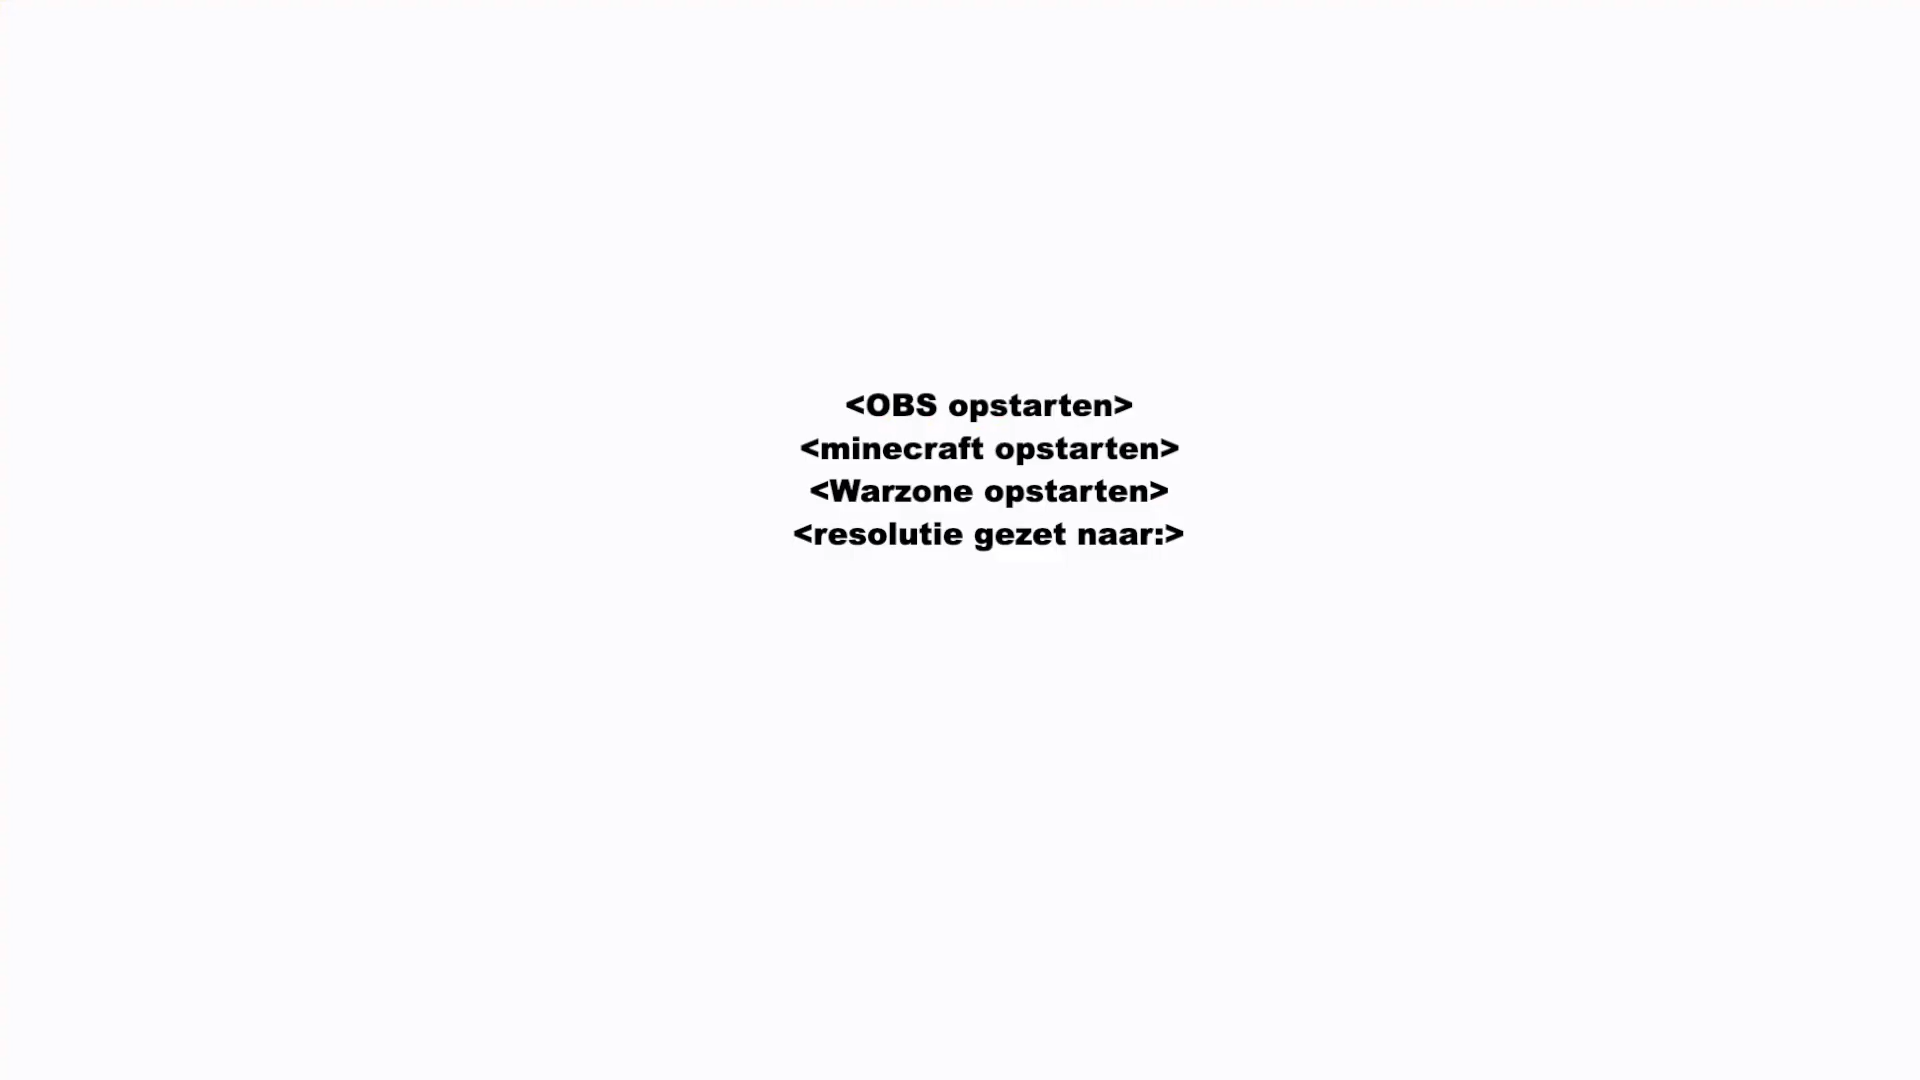 <OBS opstarten>
<minecraft opstarten>
<Warzone opstarten>
<resolutie gezet naar:>